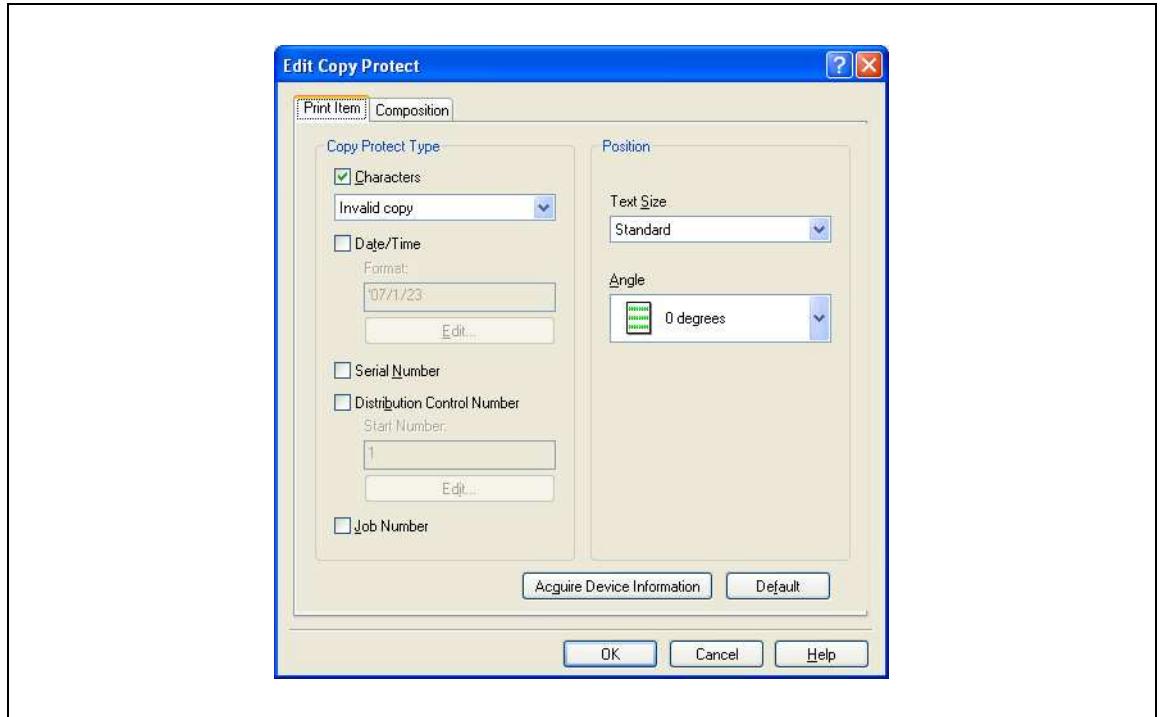 Edit Copy Protect
Print Item Composition
Copy Protect Type
Characters
Invalid copy
Date/Time
Format:
'07/1/23
Edit...
Serial Number
Distribution Control Number
Start Number:
1
Edit...
Job Number
Position
Text Size
Standard
Angle
0 degrees
Acquire Device Information Default
OK Cancel Help